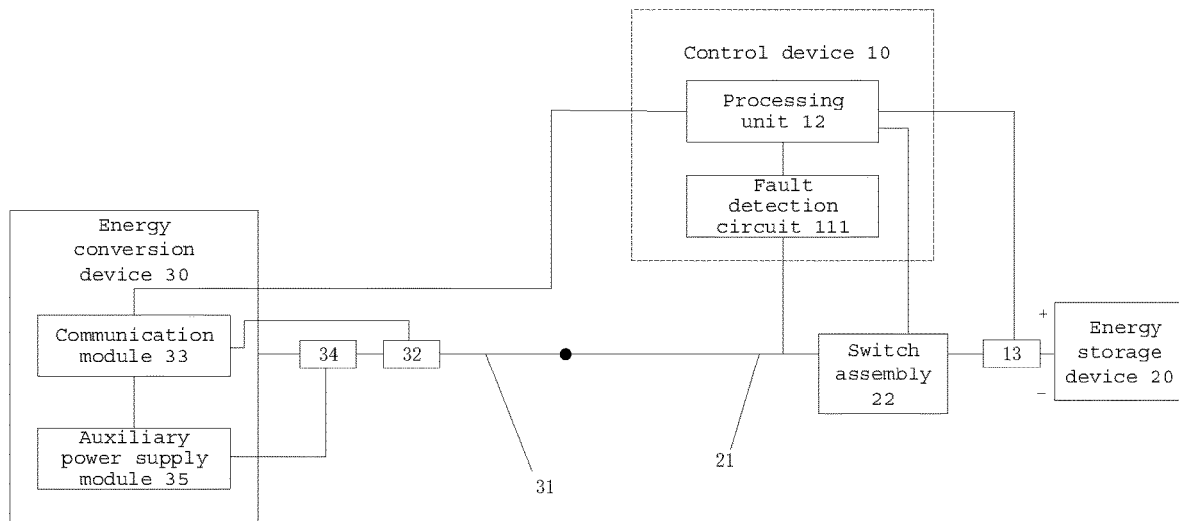 Control device 10
Processing
unit 12
Fault
detection
circuit 111
Energy
conversion
device 30
Communication
module 33
Auxiliary
power supply
module 35
34
32
31
21
Switch
assembly
22
13
+
−
Energy
storage
device 20